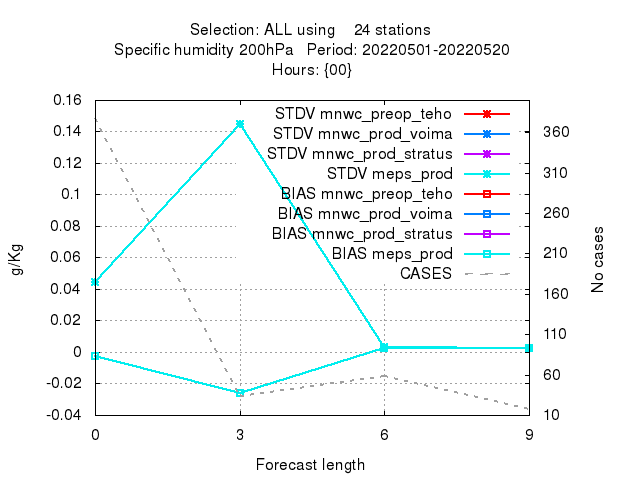 Selection: ALL using    24 stations
Specific humidity 200hPa   Period: 20220501-20220520
Hours: {00}
0.16
0.14
0.12
0.1
0.08
0.06
0.04
0.02
0
-0.02
-0.04
g/Kg
STDV mnwc_preop_teho
STDV mnwc_prod_voima
STDV mnwc_prod_stratus
STDV meps_prod
BIAS mnwc_preop_teho
BIAS mnwc_prod_voima
BIAS mnwc_prod_stratus
BIAS meps_prod
CASES
360
310
260
210
160
110
60
10
No cases
0 3 6 9
Forecast length